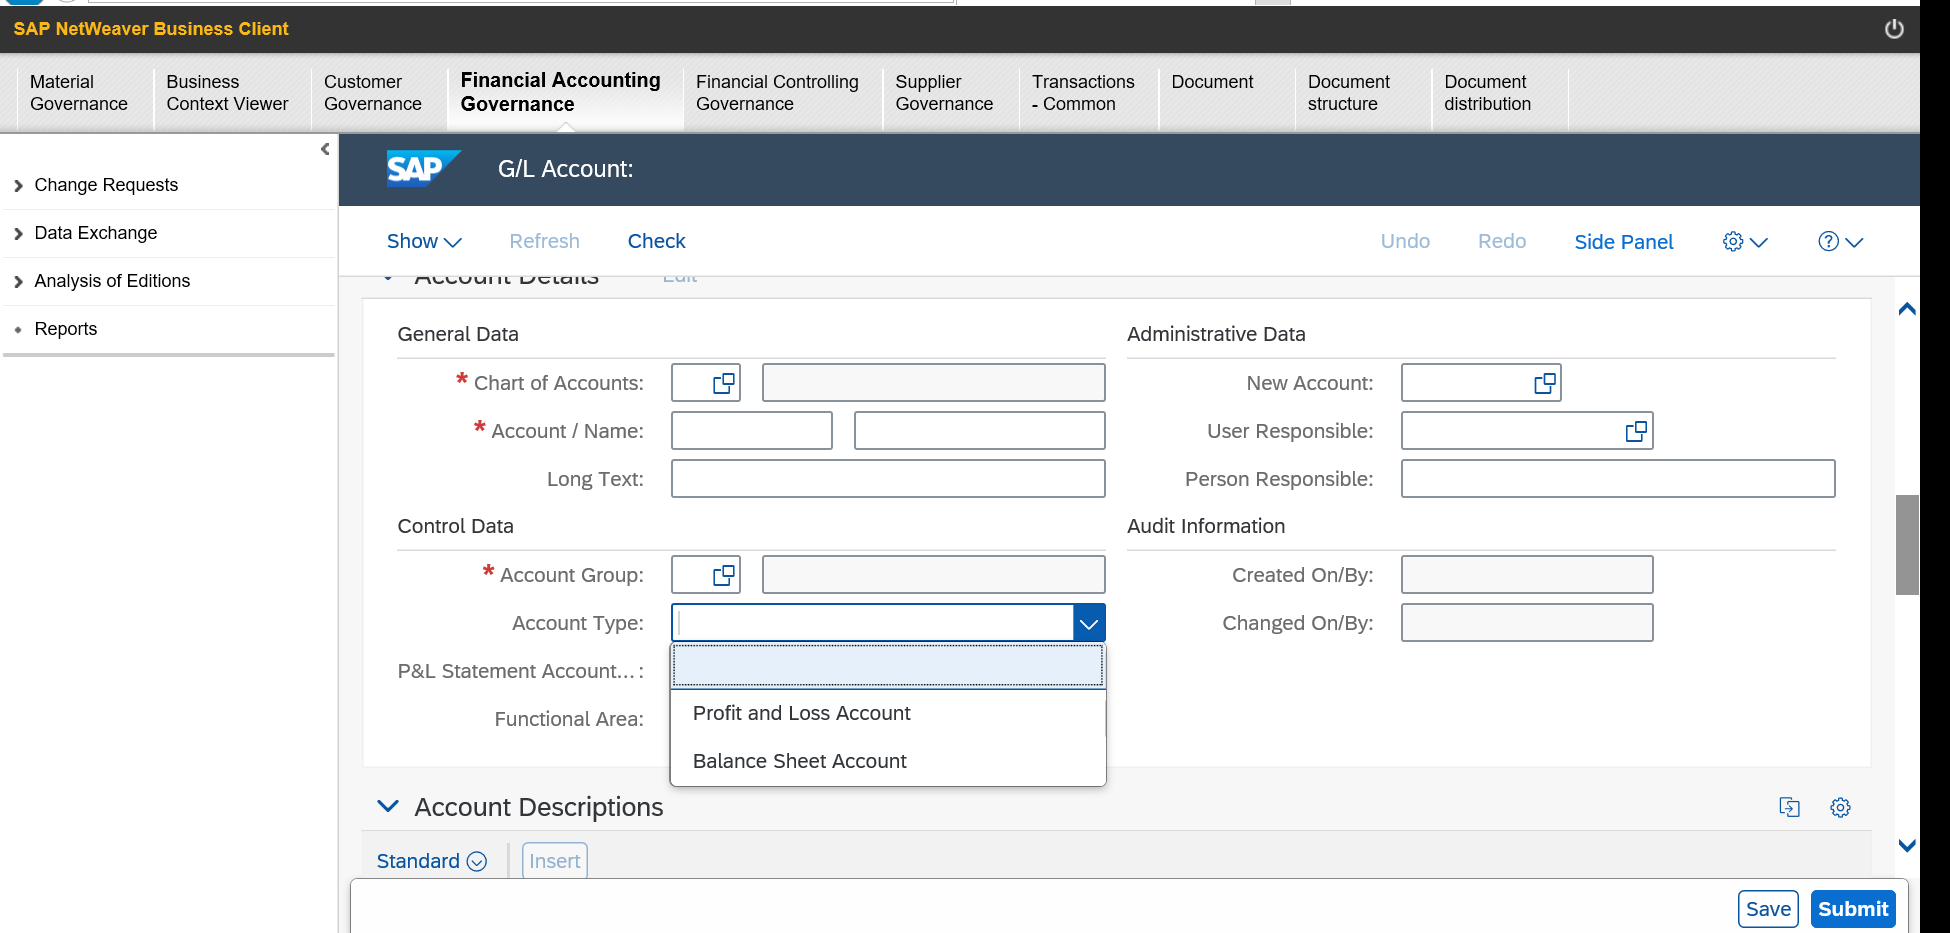 SAP NetWeaver Business Client
Material Governance
Business Context Viewer
Customer Governance
Financial Accounting Governance
Financial Controlling Governance
Supplier Governance
Transactions - Common
Document
Document structure
Document distribution
Change Requests
Data Exchange
Analysis of Editions
Reports
SAP
G/L Account:
Show
Refresh
Check
Undo
Redo
Side Panel
Account Details
Edit
General Data
* Chart of Accounts:
* Account / Name:
Long Text:
Control Data
* Account Group:
Account Type:
P&L Statement Account... :
Functional Area:
Profit and Loss Account
Balance Sheet Account
Administrative Data
New Account:
User Responsible:
Person Responsible:
Audit Information
Created On/By:
Changed On/By:
Account Descriptions
Standard
Insert
Save
Submit